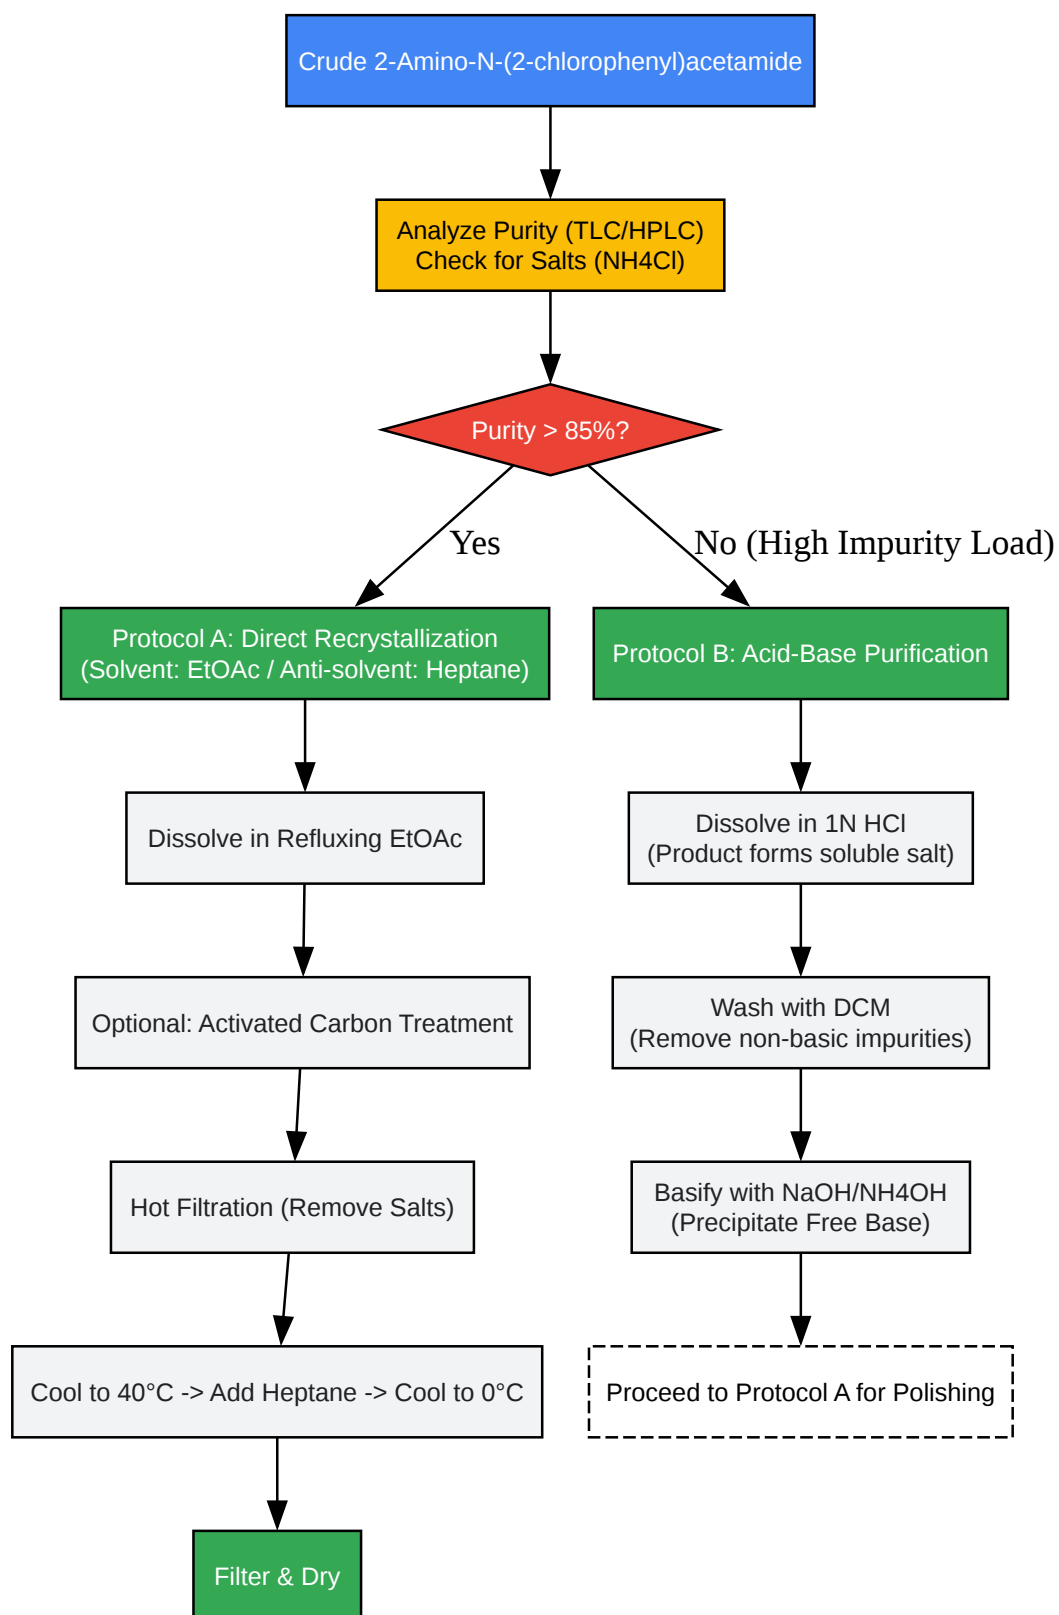 Crude 2-Amino-N-(2-chlorophenyl)acetamide
Analyze Purity (TLC/HPLC)
Check for Salts (NH4Cl)
Purity > 85%?
Yes
No (High Impurity Load)
Protocol A: Direct Recrystallization
(Solvent: EtOAc / Anti-solvent: Heptane)
Dissolve in Refluxing EtOAc
Optional: Activated Carbon Treatment
Hot Filtration (Remove Salts)
Cool to 40°C -> Add Heptane -> Cool to 0°C
Filter & Dry
Protocol B: Acid-Base Purification
Dissolve in 1N HCl
(Product forms soluble salt)
Wash with DCM
(Remove non-basic impurities)
Basify with NaOH/NH4OH
(Precipitate Free Base)
Proceed to Protocol A for Polishing